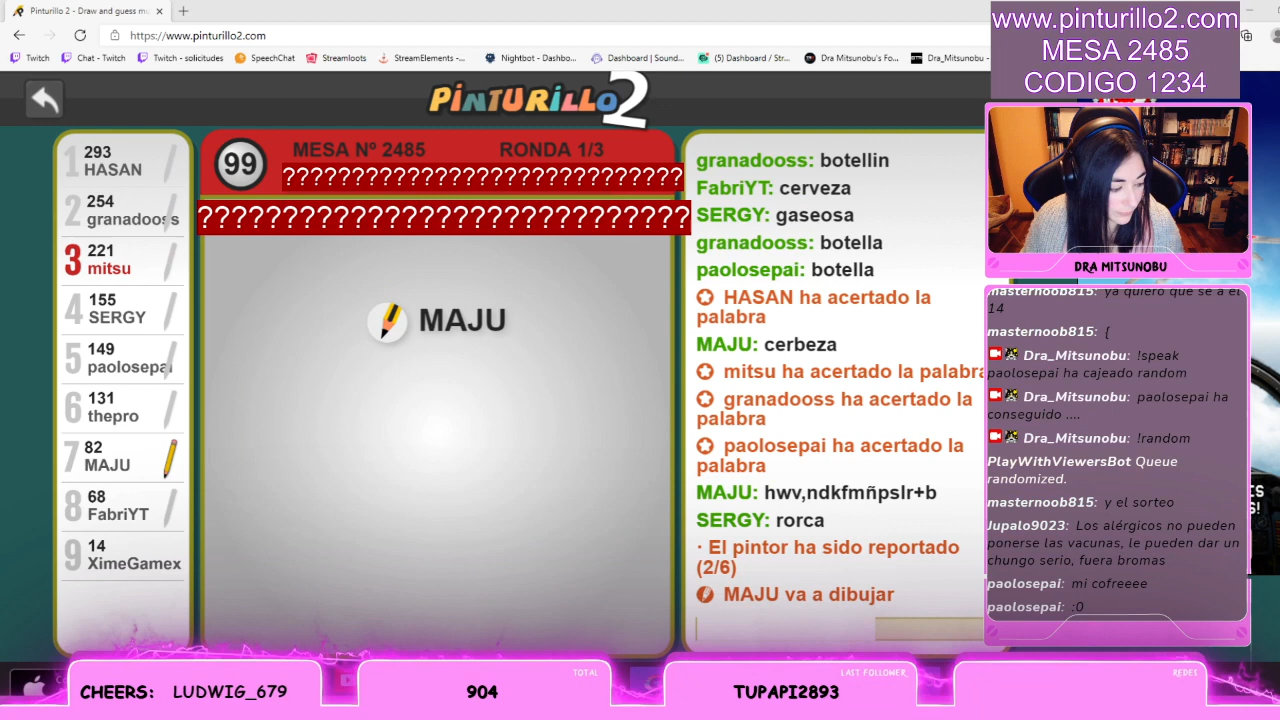 Pinturillo 2 - Draw and guess mu
https://www.pinturillo2.com
Twitch
Chat - Twitch
Twitch - solicitudes
SpeechChat
Streamloots
StreamElements -...
Nightbot - Dashbo...
Dashboard | Sound...
(5) Dashboard / Str...
Dra Mitsunobu's Fo...
Dra_Mitsunobu -
www.pinturillo2.com
MESA 2485
CODIGO 1234
PINTURILLO 2
1 293 HASAN
2 254 granadooss
3 221 mitsu
4 155 SERGY
5 149 paolosepai
6 131 thepro
7 82 MAJU
8 68 FabriYT
9 14 XimeGamex
99
MESA Nº 2485
RONDA 1/3
?????????????????????????????
?????????????????????????????
MAJU
granadooss: botellin
FabriYT: cerveza
SERGY: gaseosa
granadooss: botella
paolosepai: botella
HASAN ha acertado la
palabra
MAJU: cerbeza
mitsu ha acertado la palabra
granadooss ha acertado la
palabra
paolosepai ha acertado la
palabra
MAJU: hwv,ndkfmñpslr+b
SERGY: rorca
· El pintor ha sido reportado
(2/6)
MAJU va a dibujar
DRA MITSUNOBU
masternoob815: ya quiero que se a el
14
masternoob815: {
Dra_Mitsunobu: !speak
paolosepai ha cajeado random
Dra_Mitsunobu: paolosepai ha
conseguido ....
Dra_Mitsunobu: !random
PlayWithViewersBot Queue
randomized.
masternoob815: y el sorteo
Jupalo9023: Los alérgicos no pueden
ponerse las vacunas, le pueden dar un
chungo serio, fuera bromas
paolosepai: mi cofreeee
paolosepai: :0
CHEERS: LUDWIG_679
TOTAL
904
LAST FOLLOWER
TUPAPI2893
REDES